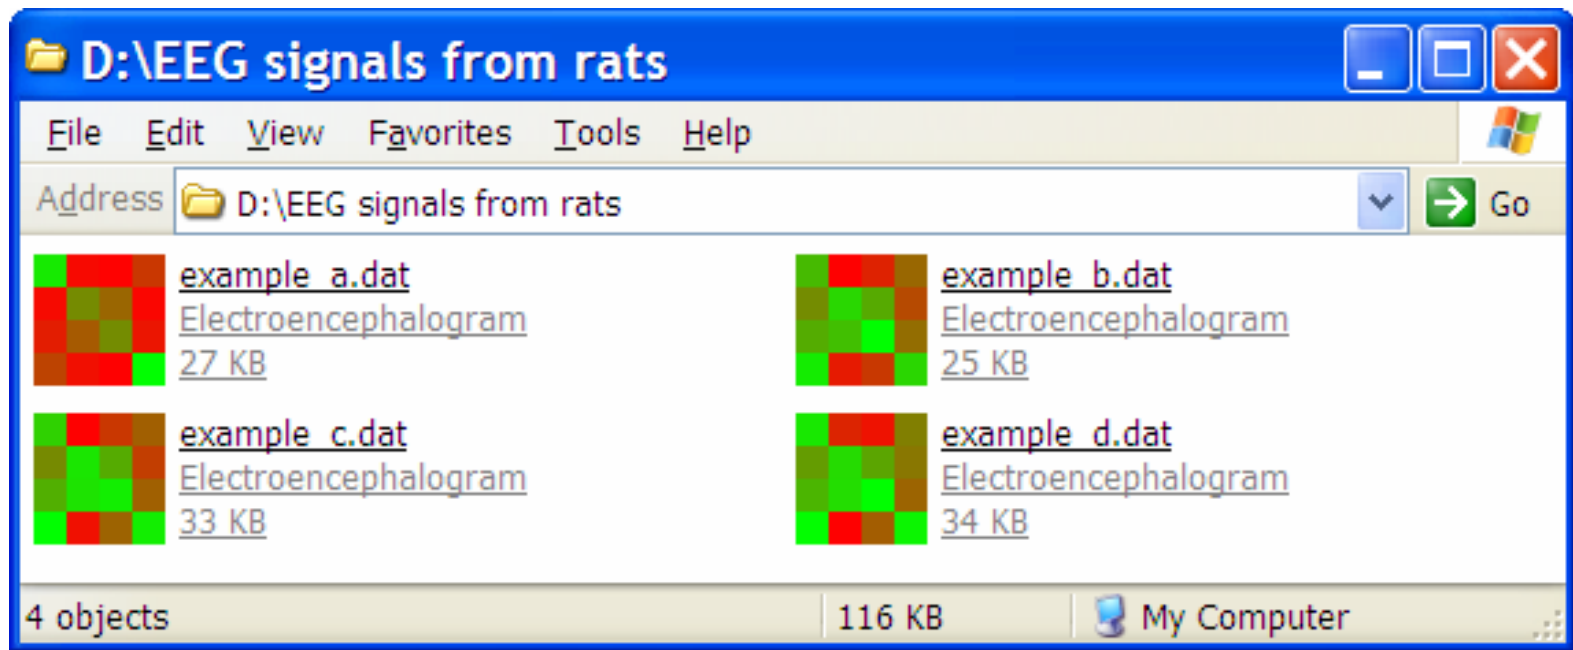 D:\EEG signals from rats
File Edit View Favorites Tools Help
Address D:\EEG signals from rats Go
example_a.dat
Electroencephalogram
27 KB
example_b.dat
Electroencephalogram
25 KB
example_c.dat
Electroencephalogram
33 KB
example_d.dat
Electroencephalogram
34 KB
4 objects 116 KB My Computer